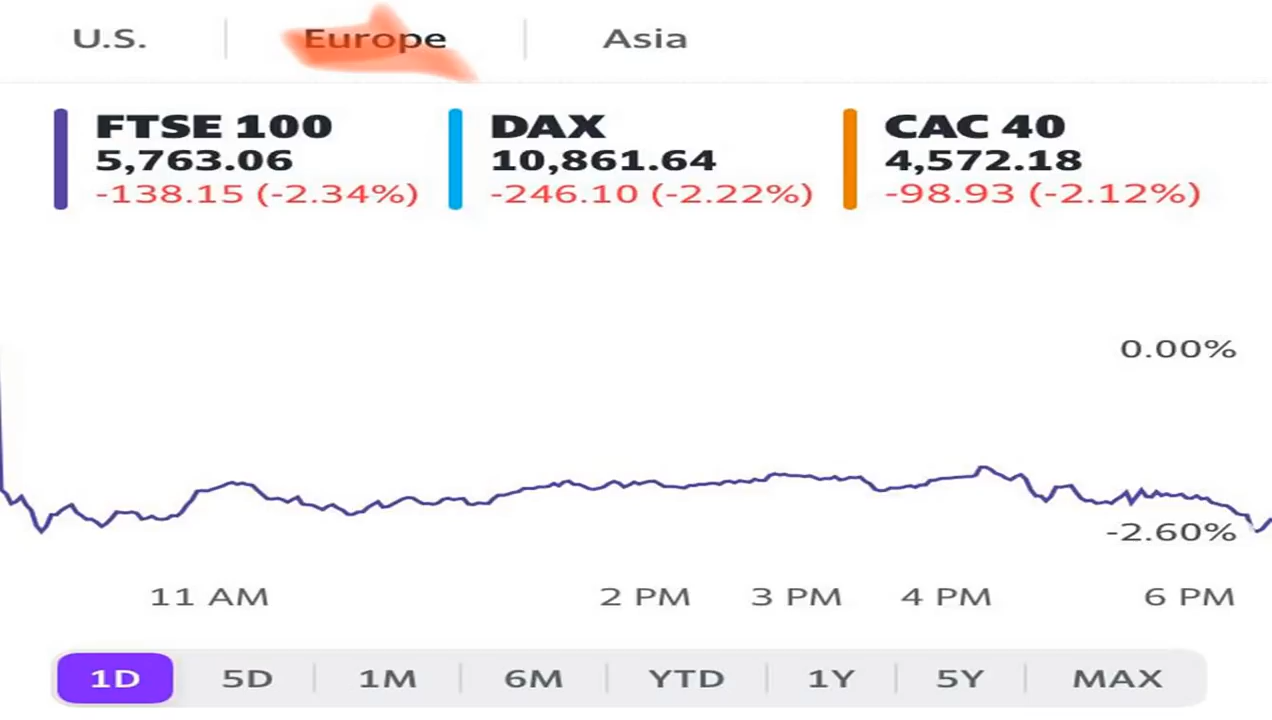 U.S. Europe Asia
FTSE 100 DAX CAC 40
5,763.06 10,861.64 4,572.18
-138.15 (-2.34%) -246.10 (-2.22%) -98.93 (-2.12%)
0.00%
-2.60%
11 AM 2 PM 3 PM 4 PM 6 PM
1D 5D 1M 6M YTD 1Y 5Y MAX